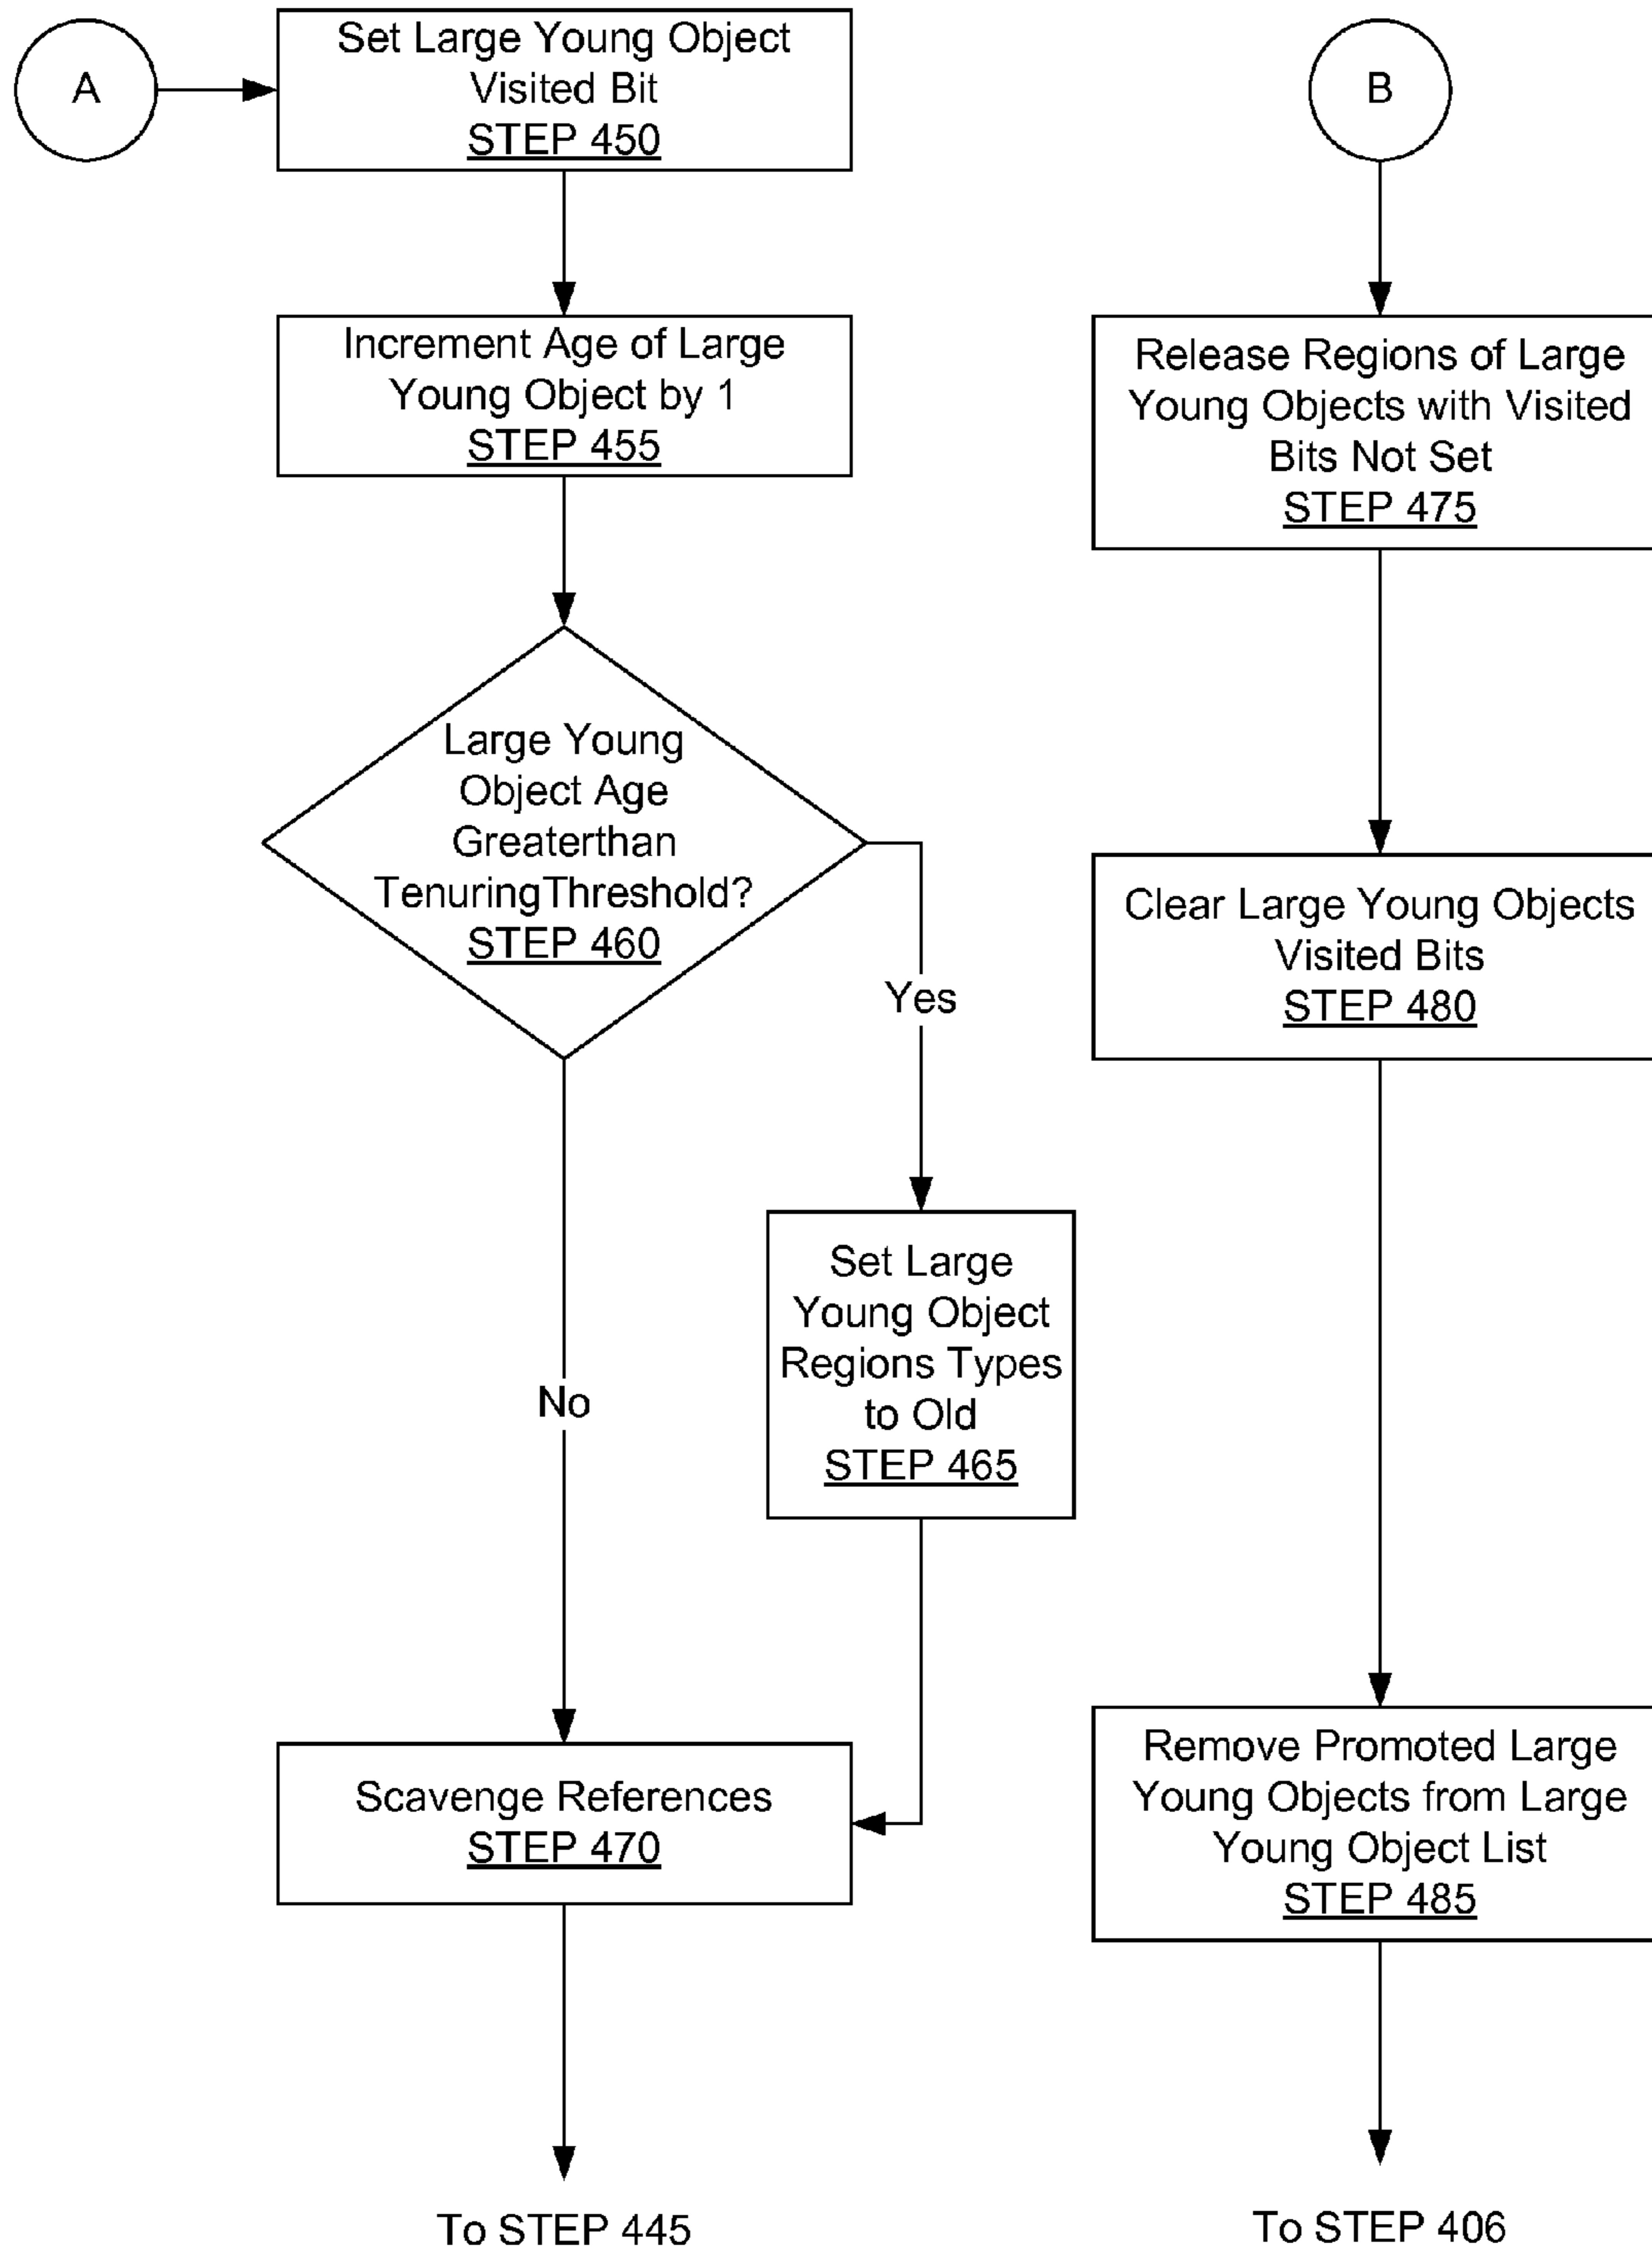 A
Set Large Young Object
Visited Bit
STEP 450
Increment Age of Large
Young Object by 1
STEP 455
Large Young
Object Age
Greaterthan
TenuringThreshold?
STEP 460
Yes
No
Set Large
Young Object
Regions Types
to Old
STEP 465
Scavenge References
STEP 470
To STEP 445
B
Release Regions of Large
Young Objects with Visited
Bits Not Set
STEP 475
Clear Large Young Objects
Visited Bits
STEP 480
Remove Promoted Large
Young Objects from Large
Young Object List
STEP 485
To STEP 406